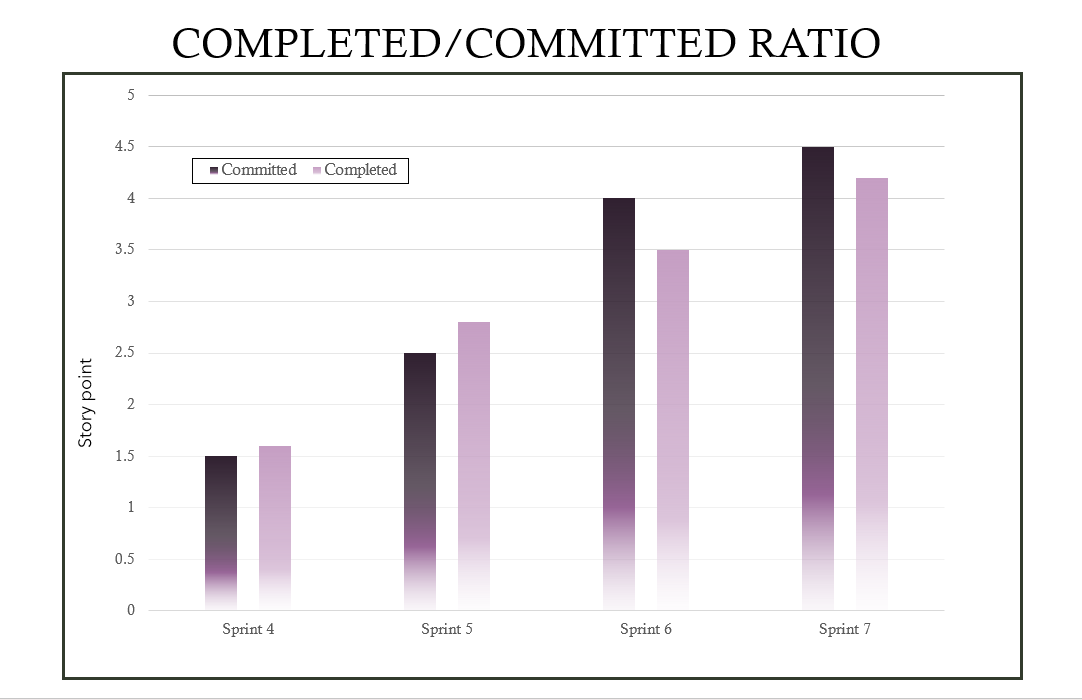 COMPLETED/COMMITTED RATIO
5
4.5
Committed Completed
4
3.5
3
2.5
2
1.5
1
0.5
0
Story point
Sprint 4 Sprint 5 Sprint 6 Sprint 7